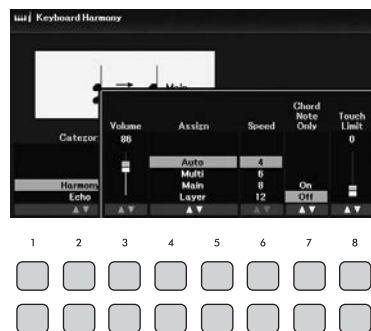 Keyboard Harmony
Main
Chord
Note
Only
Touch
Limit
Volume
Assign
Speed
Categor
86
0
Auto
4
Multi
6
Harmony
Main
8
On
Echo
Layer
12
Off
1 2 3 4 5 6 7 8